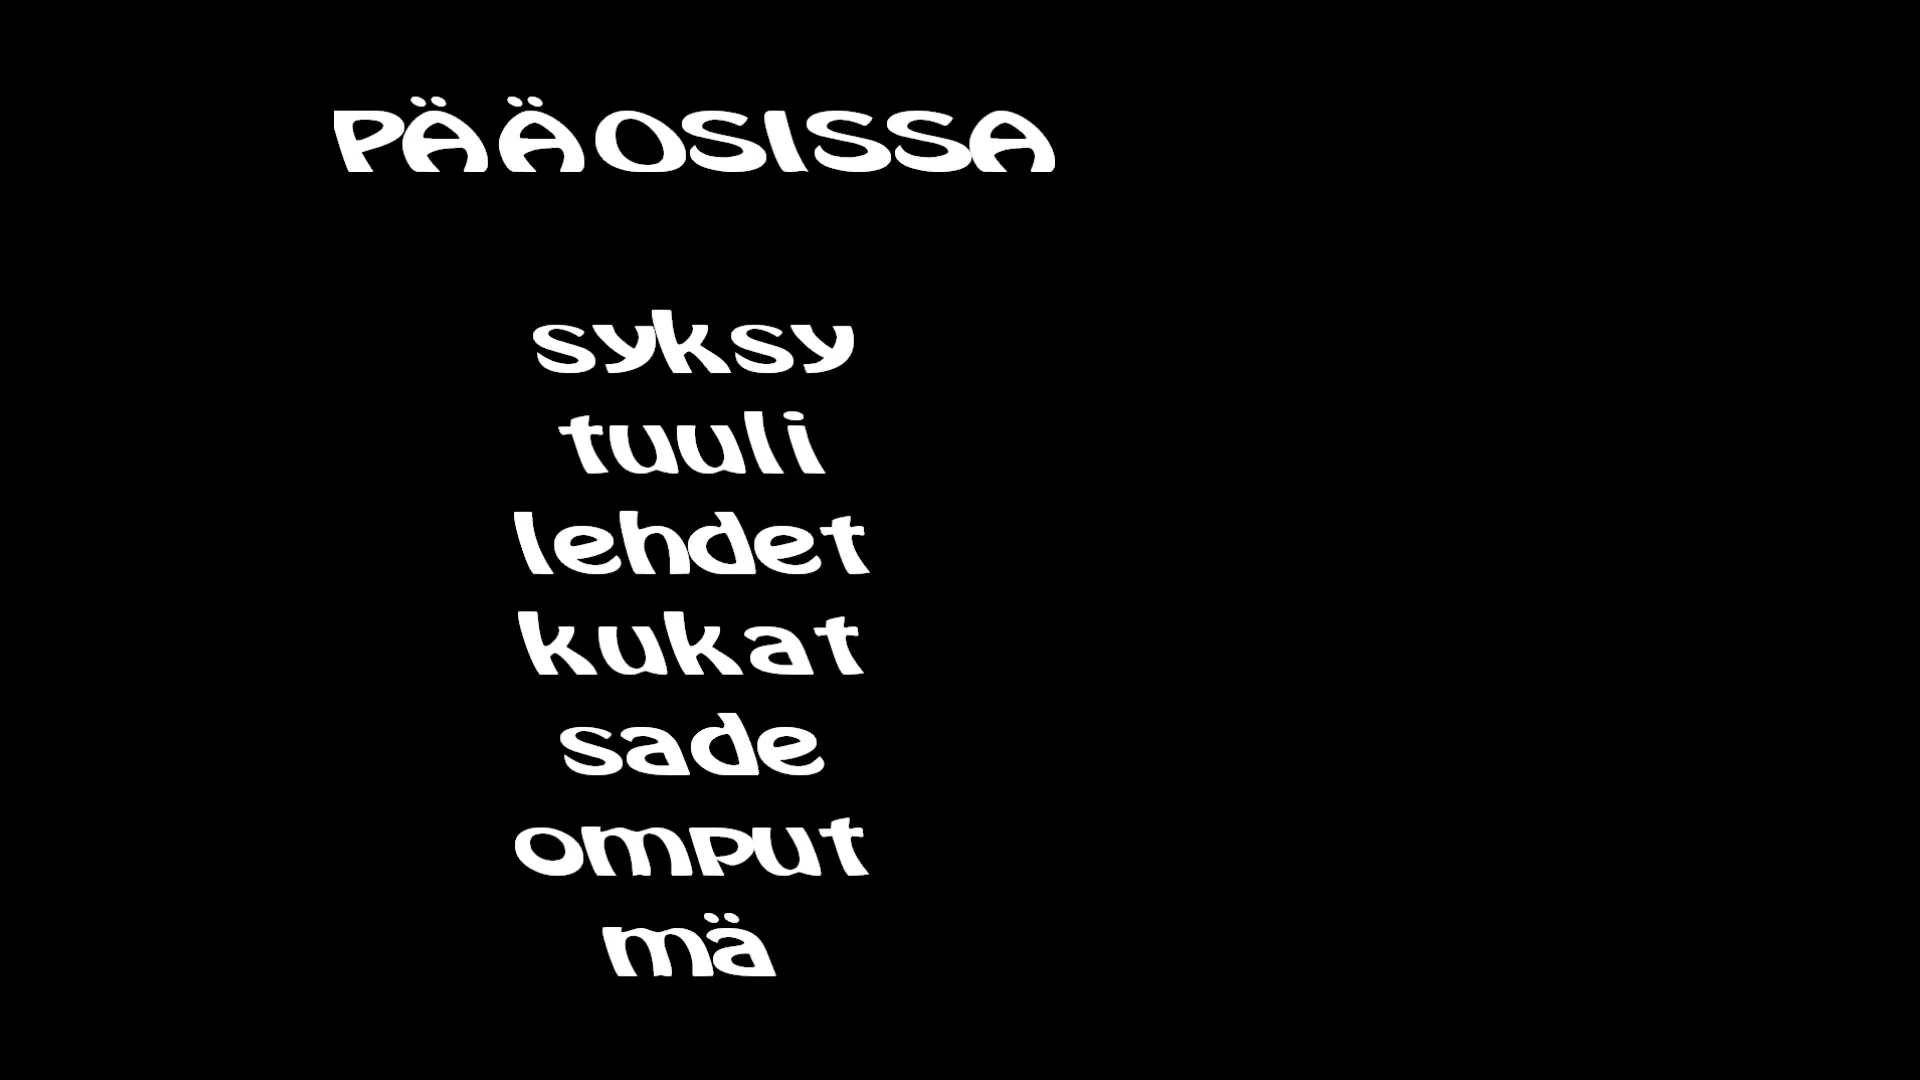 PÄÄOSISSA
syksy
tuuli
lehdet
kukat
sade
omput
mä